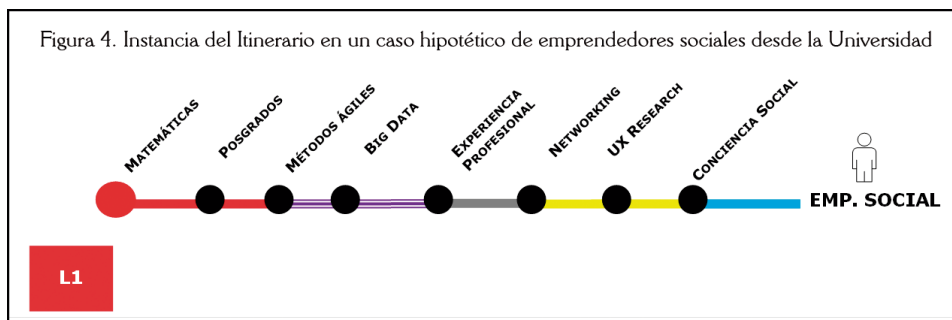 Figura 4. Instancia del Itinerario en un caso hipotético de emprendedores sociales desde la Universidad
MATEMÁTICAS
POSGRADOS
MÉTODOS ÁGILES
BIG DATA
EXPERIENCIA
PROFESIONAL
NETWORKING
UX RESEARCH
CONCIENCIA SOCIAL
EMP. SOCIAL
L1